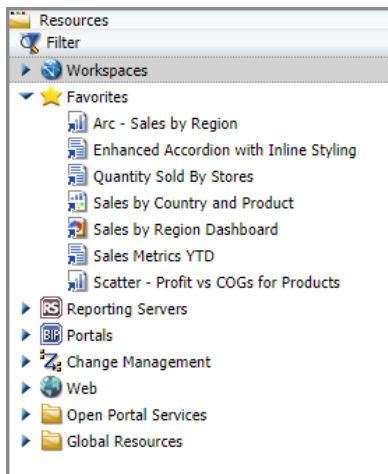 Resources
Filter
Workspaces
Favorites
Arc - Sales by Region
Enhanced Accordion with Inline Styling
Quantity Sold By Stores
Sales by Country and Product
Sales by Region Dashboard
Sales Metrics YTD
Scatter - Profit vs COGs for Products
RS Reporting Servers
BIP Portals
Change Management
Web
Open Portal Services
Global Resources